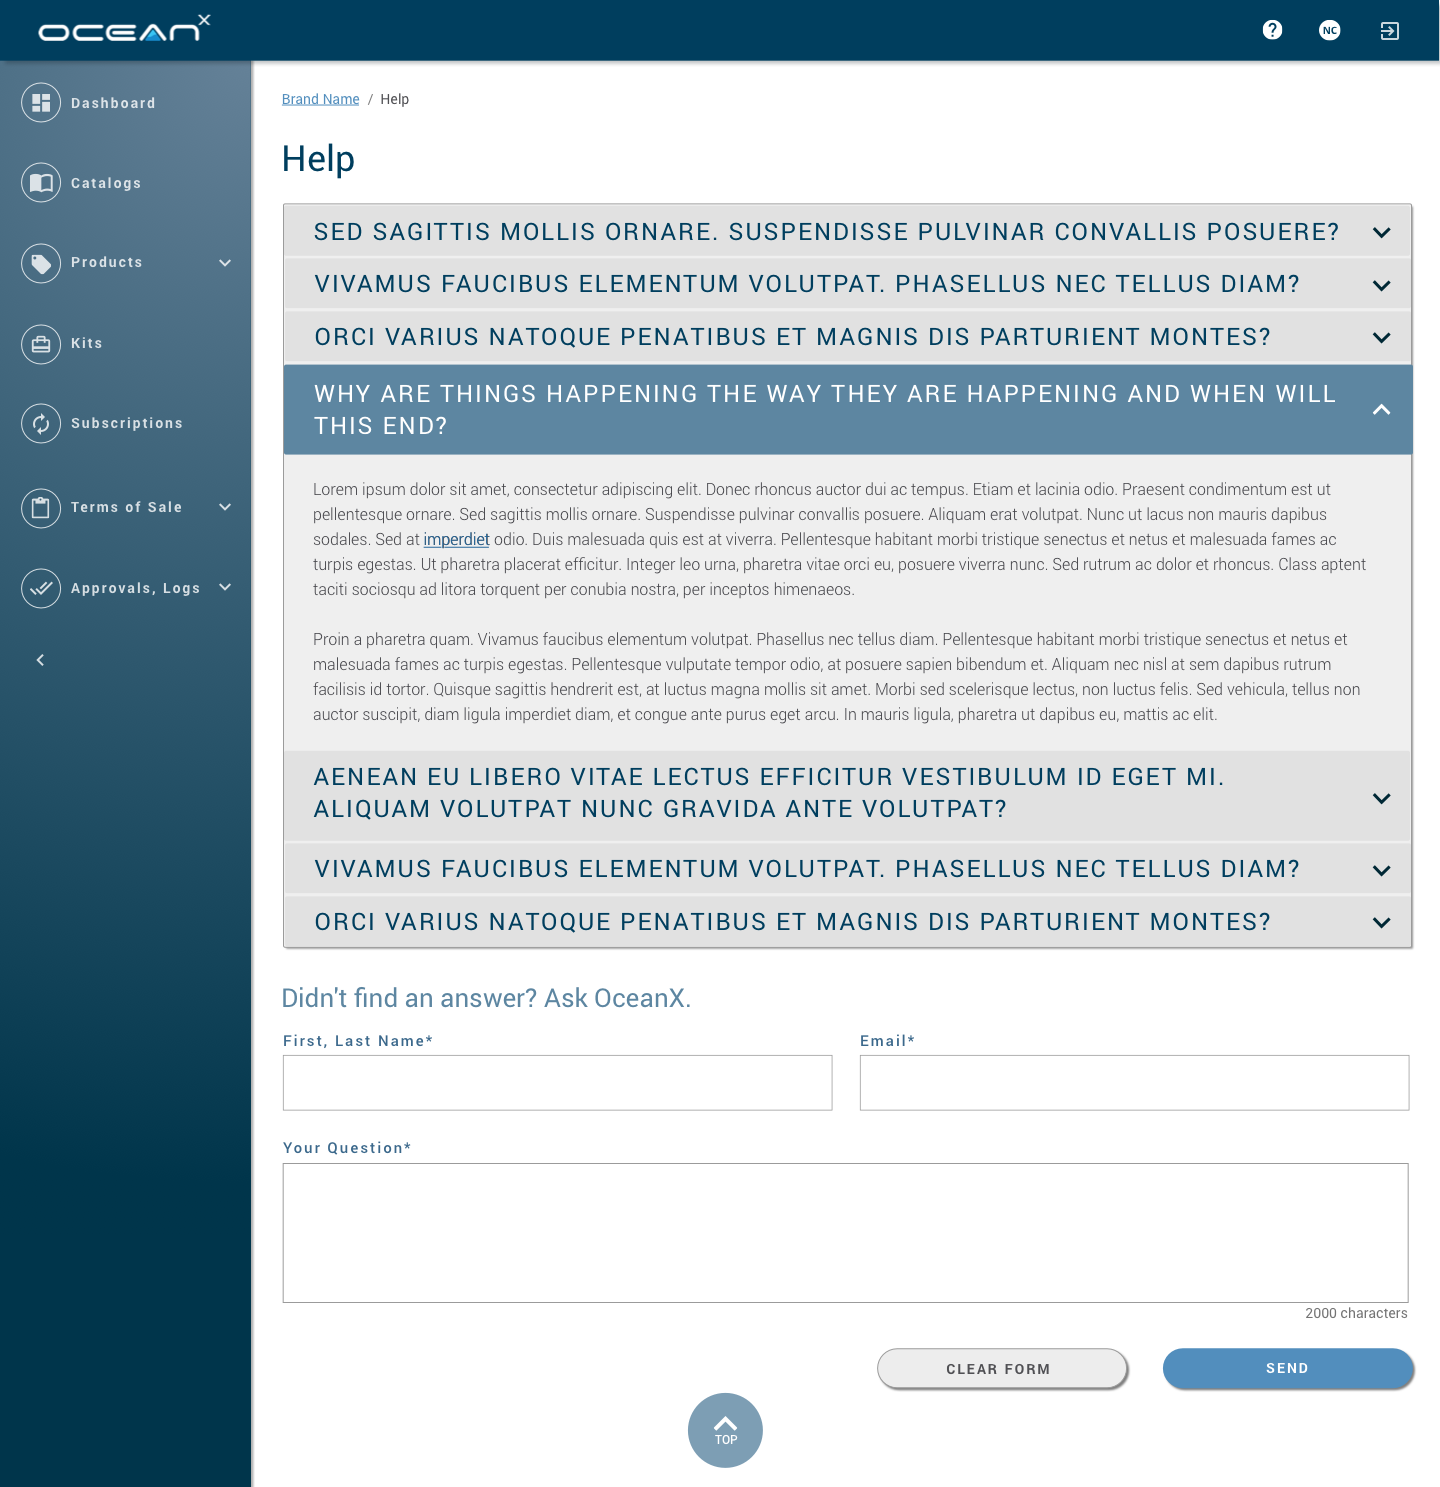 OCEANX
NC
Dashboard
Catalogs
Products
Kits
Subscriptions
Terms of Sale
Approvals, Logs
Brand Name / Help
Help
SED SAGITTIS MOLLIS ORNARE. SUSPENDISSE PULVINAR CONVALLIS POSUERE?
VIVAMUS FAUCIBUS ELEMENTUM VOLUTPAT. PHASELLUS NEC TELLUS DIAM?
ORCI VARIUS NATOQUE PENATIBUS ET MAGNIS DIS PARTURIENT MONTES?
WHY ARE THINGS HAPPENING THE WAY THEY ARE HAPPENING AND WHEN WILL
THIS END?
Lorem ipsum dolor sit amet, consectetur adipiscing elit. Donec rhoncus auctor dui ac tempus. Etiam et lacinia odio. Praesent condimentum est ut
pellentesque ornare. Sed sagittis mollis ornare. Suspendisse pulvinar convallis posuere. Aliquam erat volutpat. Nunc ut lacus non mauris dapibus
sodales. Sed at imperdiet odio. Duis malesuada quis est at viverra. Pellentesque habitant morbi tristique senectus et netus et malesuada fames ac
turpis egestas. Ut pharetra placerat efficitur. Integer leo urna, pharetra vitae orci eu, posuere viverra nunc. Sed rutrum ac dolor et rhoncus. Class aptent
taciti sociosqu ad litora torquent per conubia nostra, per inceptos himenaeos.
Proin a pharetra quam. Vivamus faucibus elementum volutpat. Phasellus nec tellus diam. Pellentesque habitant morbi tristique senectus et netus et
malesuada fames ac turpis egestas. Pellentesque vulputate tempor odio, at posuere sapien bibendum et. Aliquam nec nisl at sem dapibus rutrum
facilisis id tortor. Quisque sagittis hendrerit est, at luctus magna mollis sit amet. Morbi sed scelerisque lectus, non luctus felis. Sed vehicula, tellus non
auctor suscipit, diam ligula imperdiet diam, et congue ante purus eget arcu. In mauris ligula, pharetra ut dapibus eu, mattis ac elit.
AENEAN EU LIBERO VITAE LECTUS EFFICITUR VESTIBULUM ID EGET MI.
ALIQUAM VOLUTPAT NUNC GRAVIDA ANTE VOLUTPAT?
VIVAMUS FAUCIBUS ELEMENTUM VOLUTPAT. PHASELLUS NEC TELLUS DIAM?
ORCI VARIUS NATOQUE PENATIBUS ET MAGNIS DIS PARTURIENT MONTES?
Didn't find an answer? Ask OceanX.
First, Last Name*
Email*
Your Question*
2000 characters
CLEAR FORM
SEND
TOP